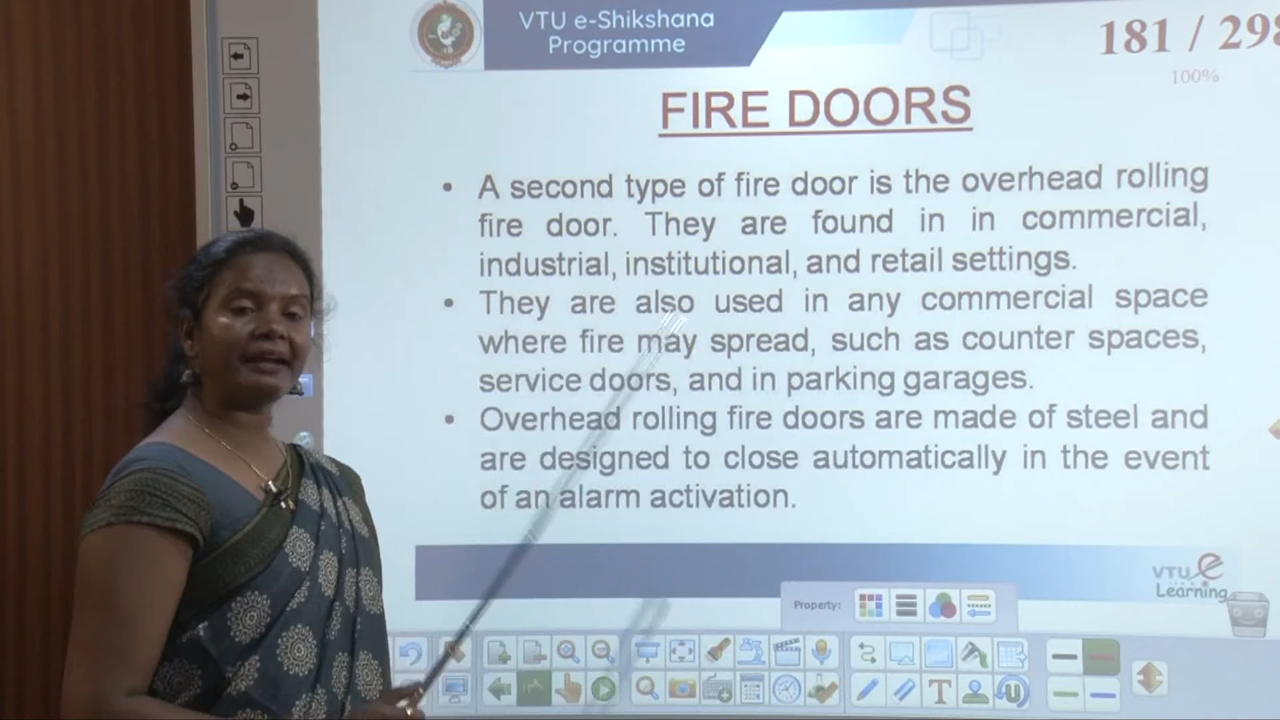 VTU e-Shikshana
Programme
181 / 298
100%
FIRE DOORS
• A second type of fire door is the overhead rolling
fire door. They are found in in commercial,
industrial, institutional, and retail settings.
• They are also used in any commercial space
where fire may spread, such as counter spaces,
service doors, and in parking garages.
• Overhead rolling fire doors are made of steel and
are designed to close automatically in the event
of an alarm activation.
VTU e
Learning
Property: